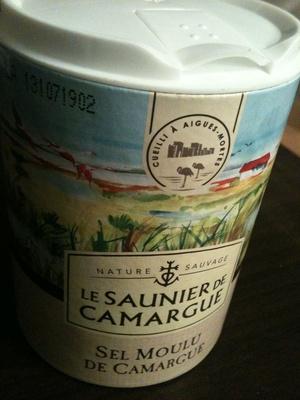 131071902
CUEILLI À AIGUES-MORTES
NATURE SAUVAGE
LE SAUNIER DE
CAMARGUE
SEL MOULU
DE CAMARGUE